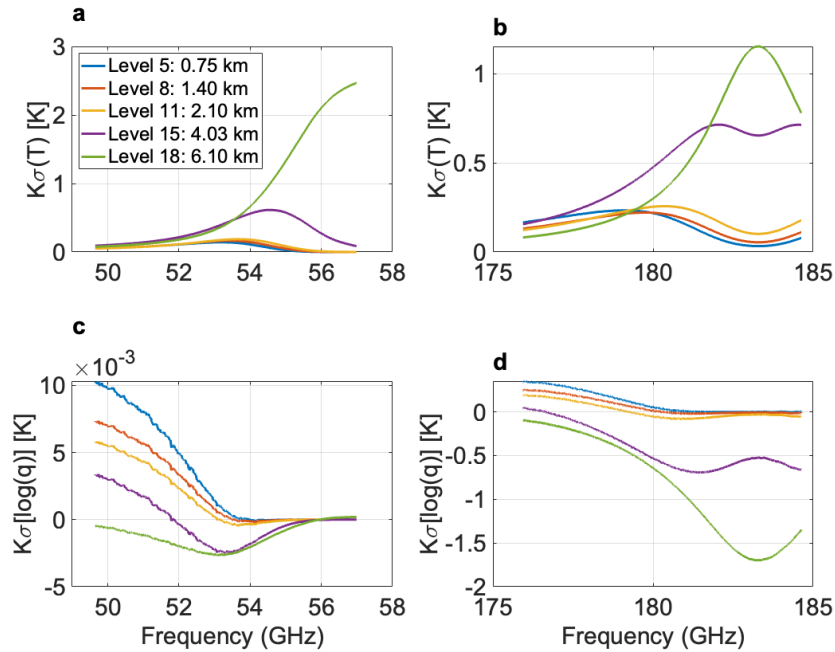 a
3
2
1
0
50
52
54
56
58
Kσ(T) [K]
Level 5: 0.75 km
Level 8: 1.40 km
Level 11: 2.10 km
Level 15: 4.03 km
Level 18: 6.10 km
b
1
0.5
0
175
180
185
Kσ(T) [K]
c
× 10⁻³
10
5
0
-5
50
52
54
56
58
Kσ[log(q)] [K]
Frequency (GHz)
d
0
-0.5
-1
-1.5
-2
175
180
185
Kσ[log(q)] [K]
Frequency (GHz)